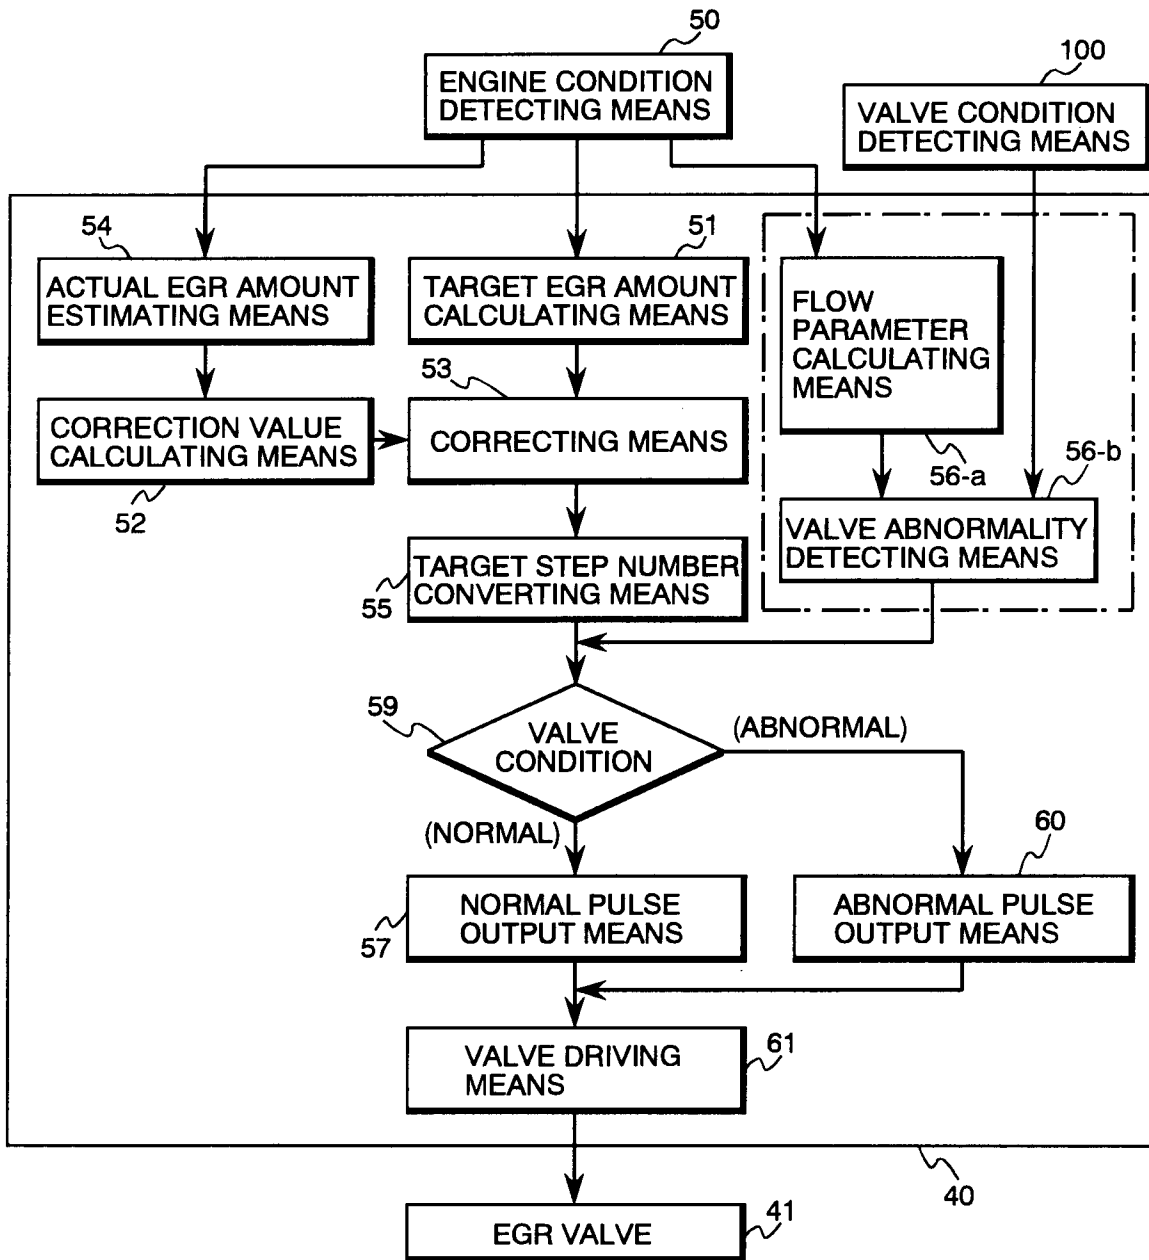 50
ENGINE CONDITION
DETECTING MEANS
100
VALVE CONDITION
DETECTING MEANS
54
ACTUAL EGR AMOUNT
ESTIMATING MEANS
51
TARGET EGR AMOUNT
CALCULATING MEANS
FLOW
PARAMETER
CALCULATING
MEANS
56-a
53
CORRECTION VALUE
CALCULATING MEANS
52
CORRECTING MEANS
56-b
VALVE ABNORMALITY
DETECTING MEANS
TARGET STEP NUMBER
CONVERTING MEANS
55
59
VALVE
CONDITION
(ABNORMAL)
(NORMAL)
60
NORMAL PULSE
OUTPUT MEANS
57
ABNORMAL PULSE
OUTPUT MEANS
VALVE DRIVING
MEANS
61
40
EGR VALVE
41